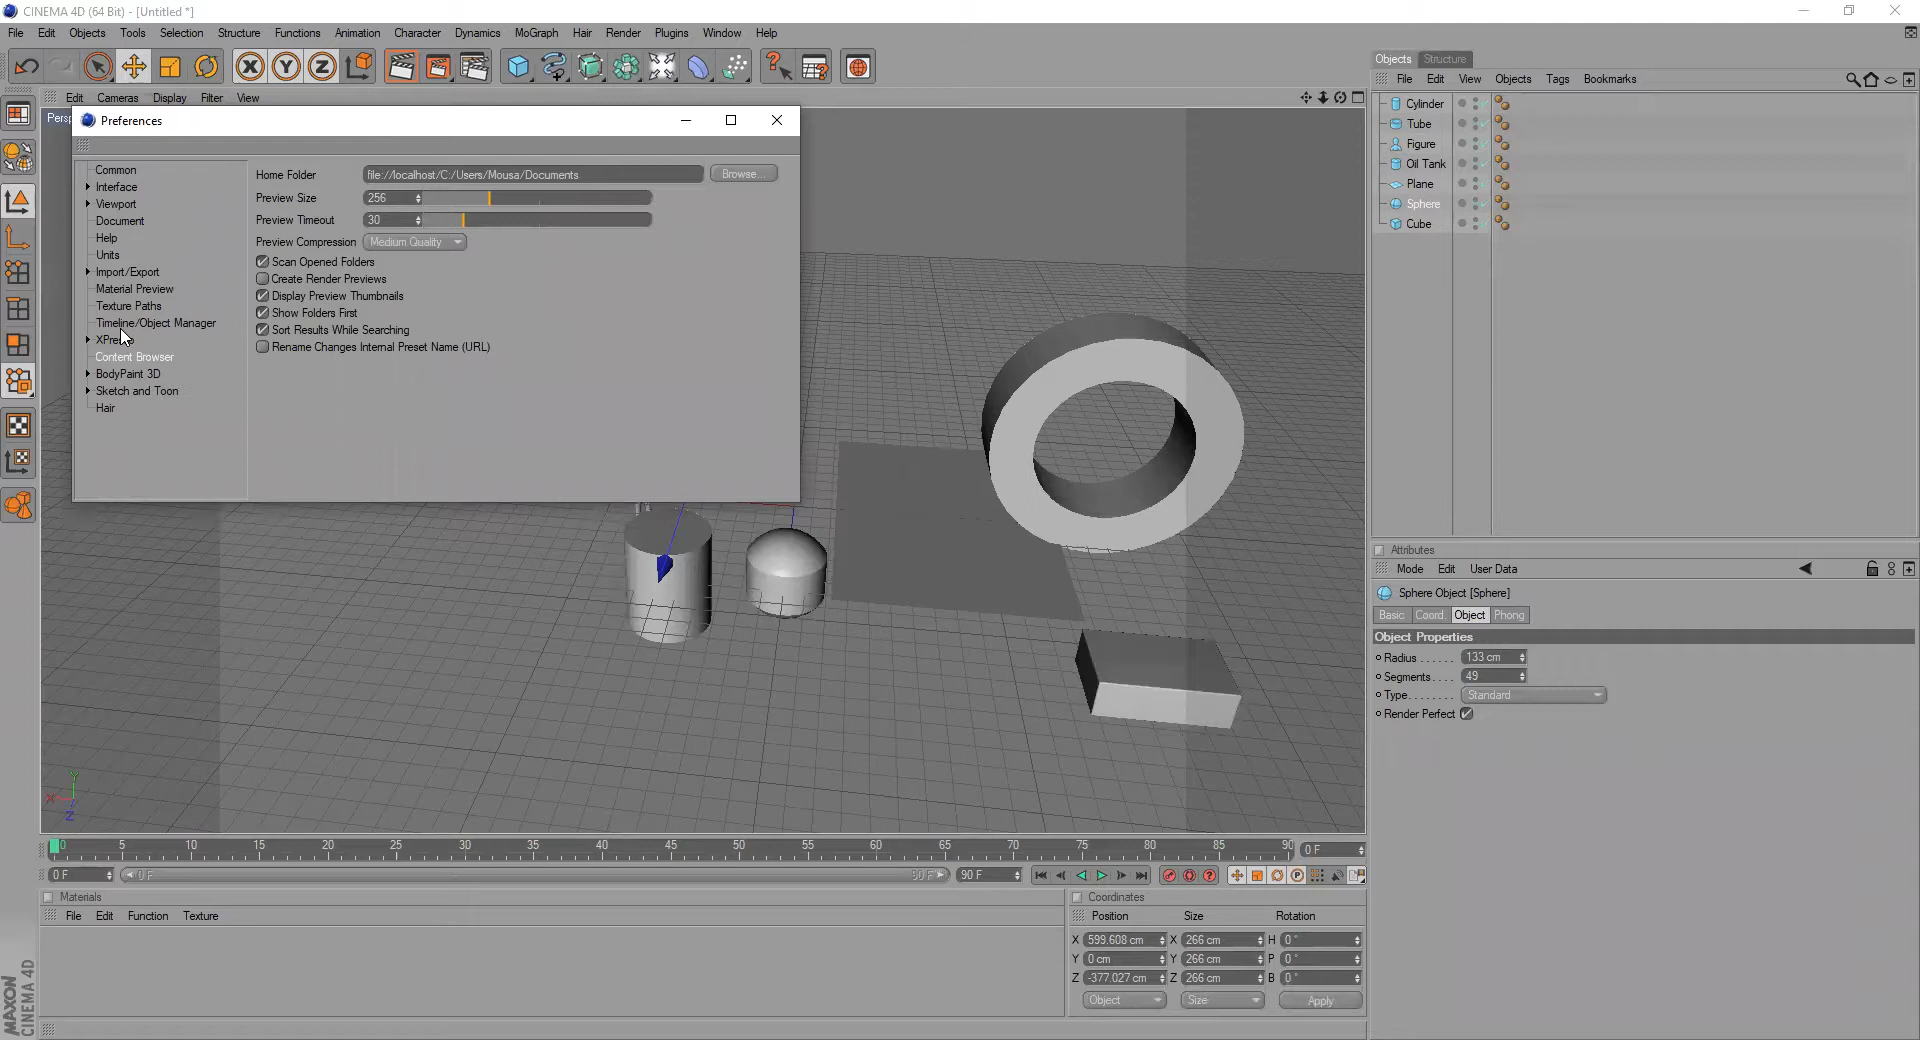 CINEMA 4D (64 Bit) - [Untitled *]
File Edit Objects Tools Selection Structure Functions Animation Character Dynamics MoGraph Hair Render Plugins Window Help
Edit Cameras Display Filter View
Persp
Preferences
Common
Interface
Viewport
Document
Help
Units
Import/Export
Material Preview
Texture Paths
Timeline/Object Manager
Content Browser
BodyPaint 3D
Sketch and Toon
Hair
Home Folder file://localhost/C:/Users/Mousa/Documents Browse...
Preview Size 256
Preview Timeout 30
Preview Compression Medium Quality
Scan Opened Folders
Create Render Previews
Display Preview Thumbnails
Show Folders First
Sort Results While Searching
Rename Changes Internal Preset Name (URL)
Objects Structure
File Edit View Objects Tags Bookmarks
Cylinder
Tube
Figure
Oil Tank
Plane
Sphere
Cube
Attributes
Mode Edit User Data
Sphere Object [Sphere]
Basic Coord. Object Phong
Object Properties
Radius . . . . . . 133 cm
Segments. . . . 49
Type. . . . . . . . Standard
Render Perfect
Y
X
Z
0 5 10 15 20 25 30 35 40 45 50 55 60 65 70 75 80 85 90 0 F
0 F 0 F 90 F 90 F
Materials
File Edit Function Texture
Coordinates
Position Size Rotation
X 599.608 cm X 266 cm H 0 °
Y 0 cm Y 266 cm P 0 °
Z -377.027 cm Z 266 cm B 0 °
Object Size Apply
MAXON
CINEMA 4D